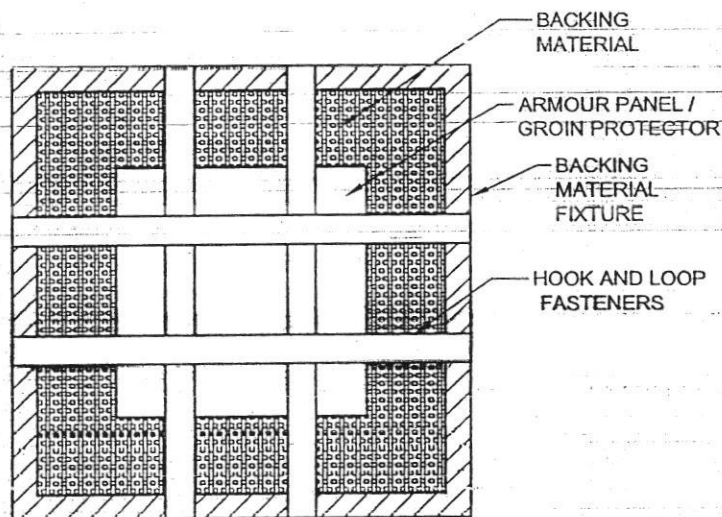 BACKING
MATERIAL
ARMOUR PANEL /
GROIN PROTECTOR
BACKING
MATERIAL
FIXTURE
HOOK AND LOOP
FASTENERS